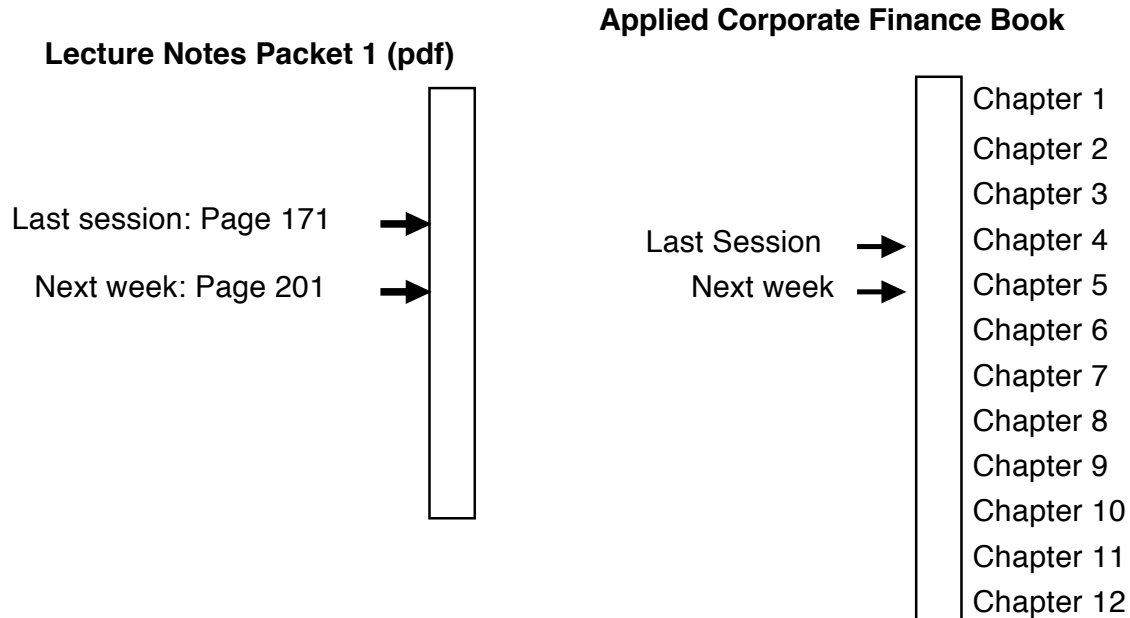 Applied Corporate Finance Book
Lecture Notes Packet 1 (pdf)
Last session: Page 171
Next week: Page 201
Last Session
Next week
Chapter 1
Chapter 2
Chapter 3
Chapter 4
Chapter 5
Chapter 6
Chapter 7
Chapter 8
Chapter 9
Chapter 10
Chapter 11
Chapter 12